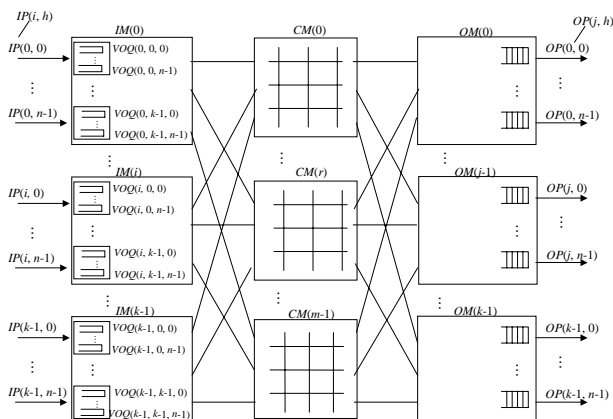 IP(i, h)
OP(j, h)
IM(0)
CM(0)
OM(0)
IP(0, 0)
VOQ(0, 0, 0)
VOQ(0, 0, n-1)
OP(0, 0)
IP(0, n-1)
VOQ(0, k-1, 0)
VOQ(0, k-1, n-1)
OP(0, n-1)
IM(i)
CM(r)
OM(j-1)
IP(i, 0)
VOQ(i, 0, 0)
VOQ(i, 0, n-1)
OP(j, 0)
IP(i, n-1)
VOQ(i, k-1, 0)
VOQ(i, k-1, n-1)
OP(j, n-1)
IM(k-1)
CM(m-1)
OM(k-1)
IP(k-1, 0)
VOQ(k-1, 0, 0)
VOQ(k-1, 0, n-1)
OP(k-1, 0)
IP(k-1, n-1)
VOQ(k-1, k-1, 0)
VOQ(k-1, k-1, n-1)
OP(k-1, n-1)